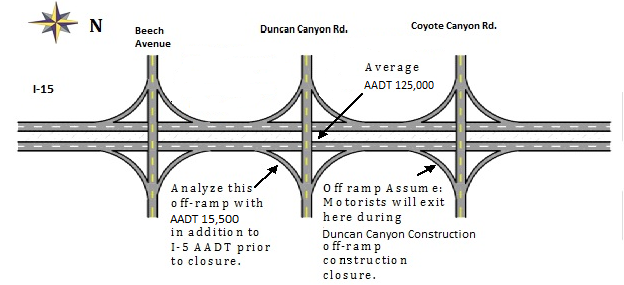 N
Beech
Avenue
Duncan Canyon Rd.
Coyote Canyon Rd.
I-15
Average
AADT 125,000
Analyze this
off-ramp with
AADT 15,500
in addition to
I-5 AADT prior
to closure.
Off ramp Assume:
Motorists will exit
here during
Duncan Canyon Construction
off-ramp
construction
closure.